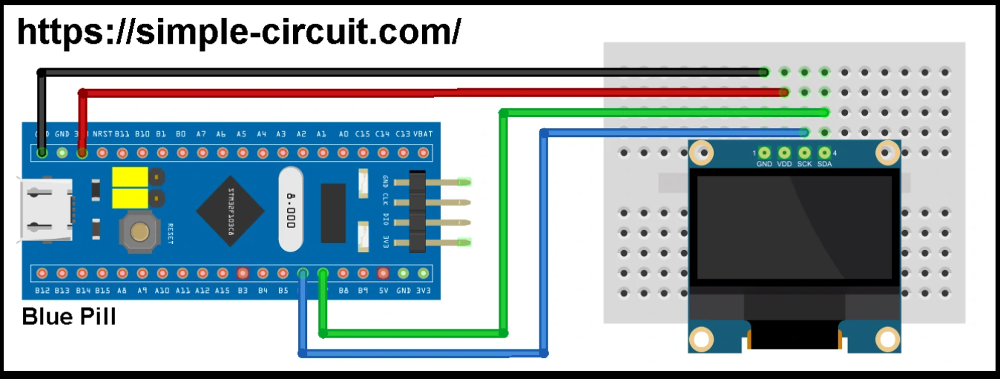 https://simple-circuit.com/
GND 3 NRST B11 B10 B1 B0 A7 A6 A5 A4 A3 A2 A1 A0 C15 C14 C13 VBAT
1 4
GND VDD SCK SDA
GND
CLK
DIO
3V3
STM32F103C8
8.000
RESET
B12 B13 B14 B15 A8 A9 A10 A11 A12 A15 B3 B4 B5 B8 B9 5V GND 3V3
Blue Pill